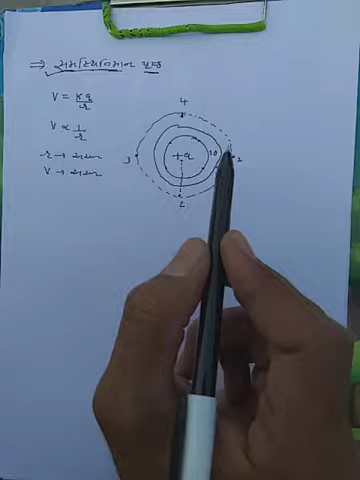 ⇒ સમસ્થિતિમાન પૃષ્ઠ
V = Kq/r
V ∝ 1/r
r → સમાન
V → સમાન
4
3
+q
10
1
2